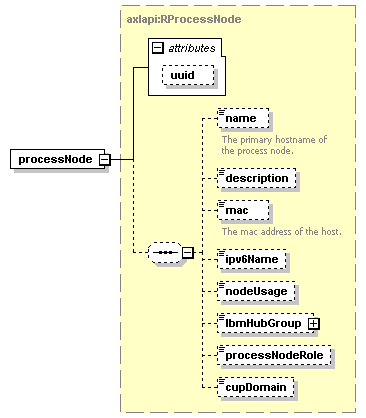 axlapi:RProcessNode
attributes
uuid
processNode
name
The primary hostname of
the process node.
description
mac
The mac address of the host.
ipv6Name
nodeUsage
lbmHubGroup
processNodeRole
cupDomain